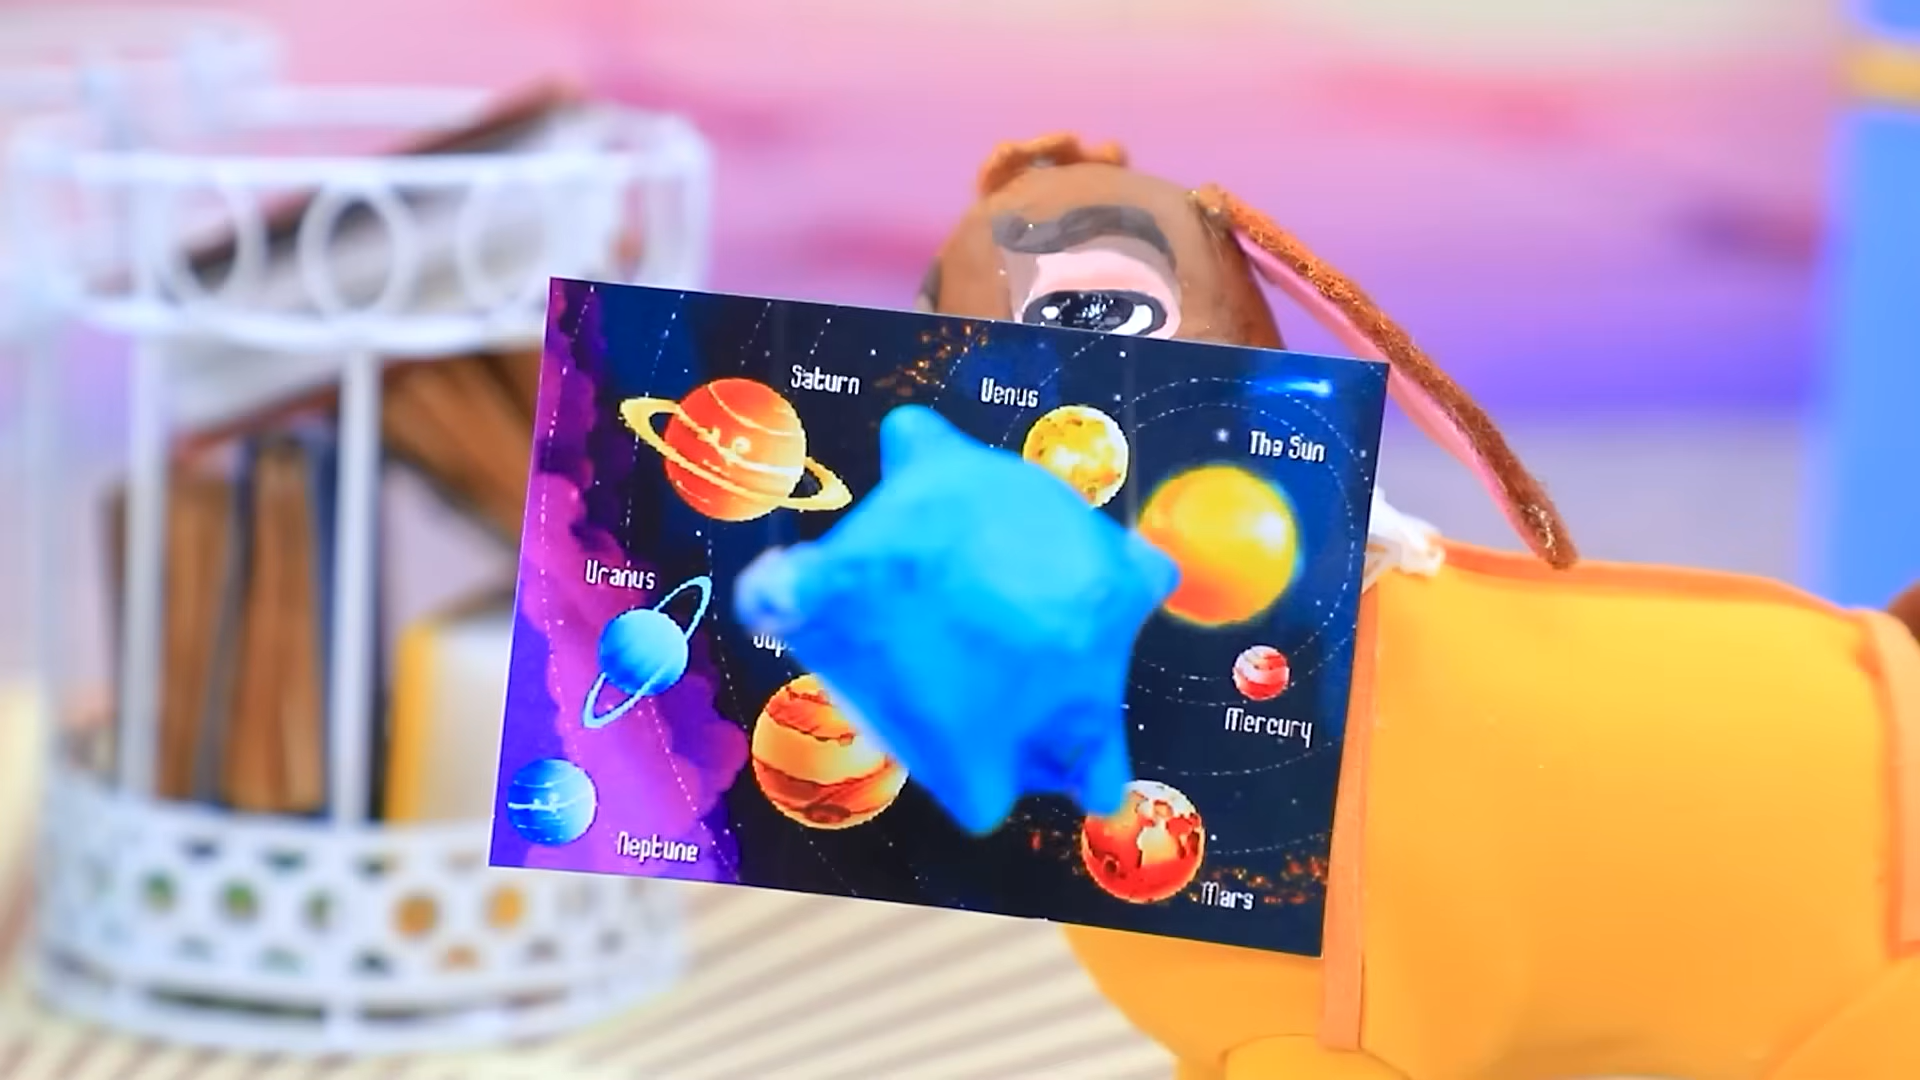 Saturn
Venus
The Sun
Uranus
Mercury
Neptune
Mars